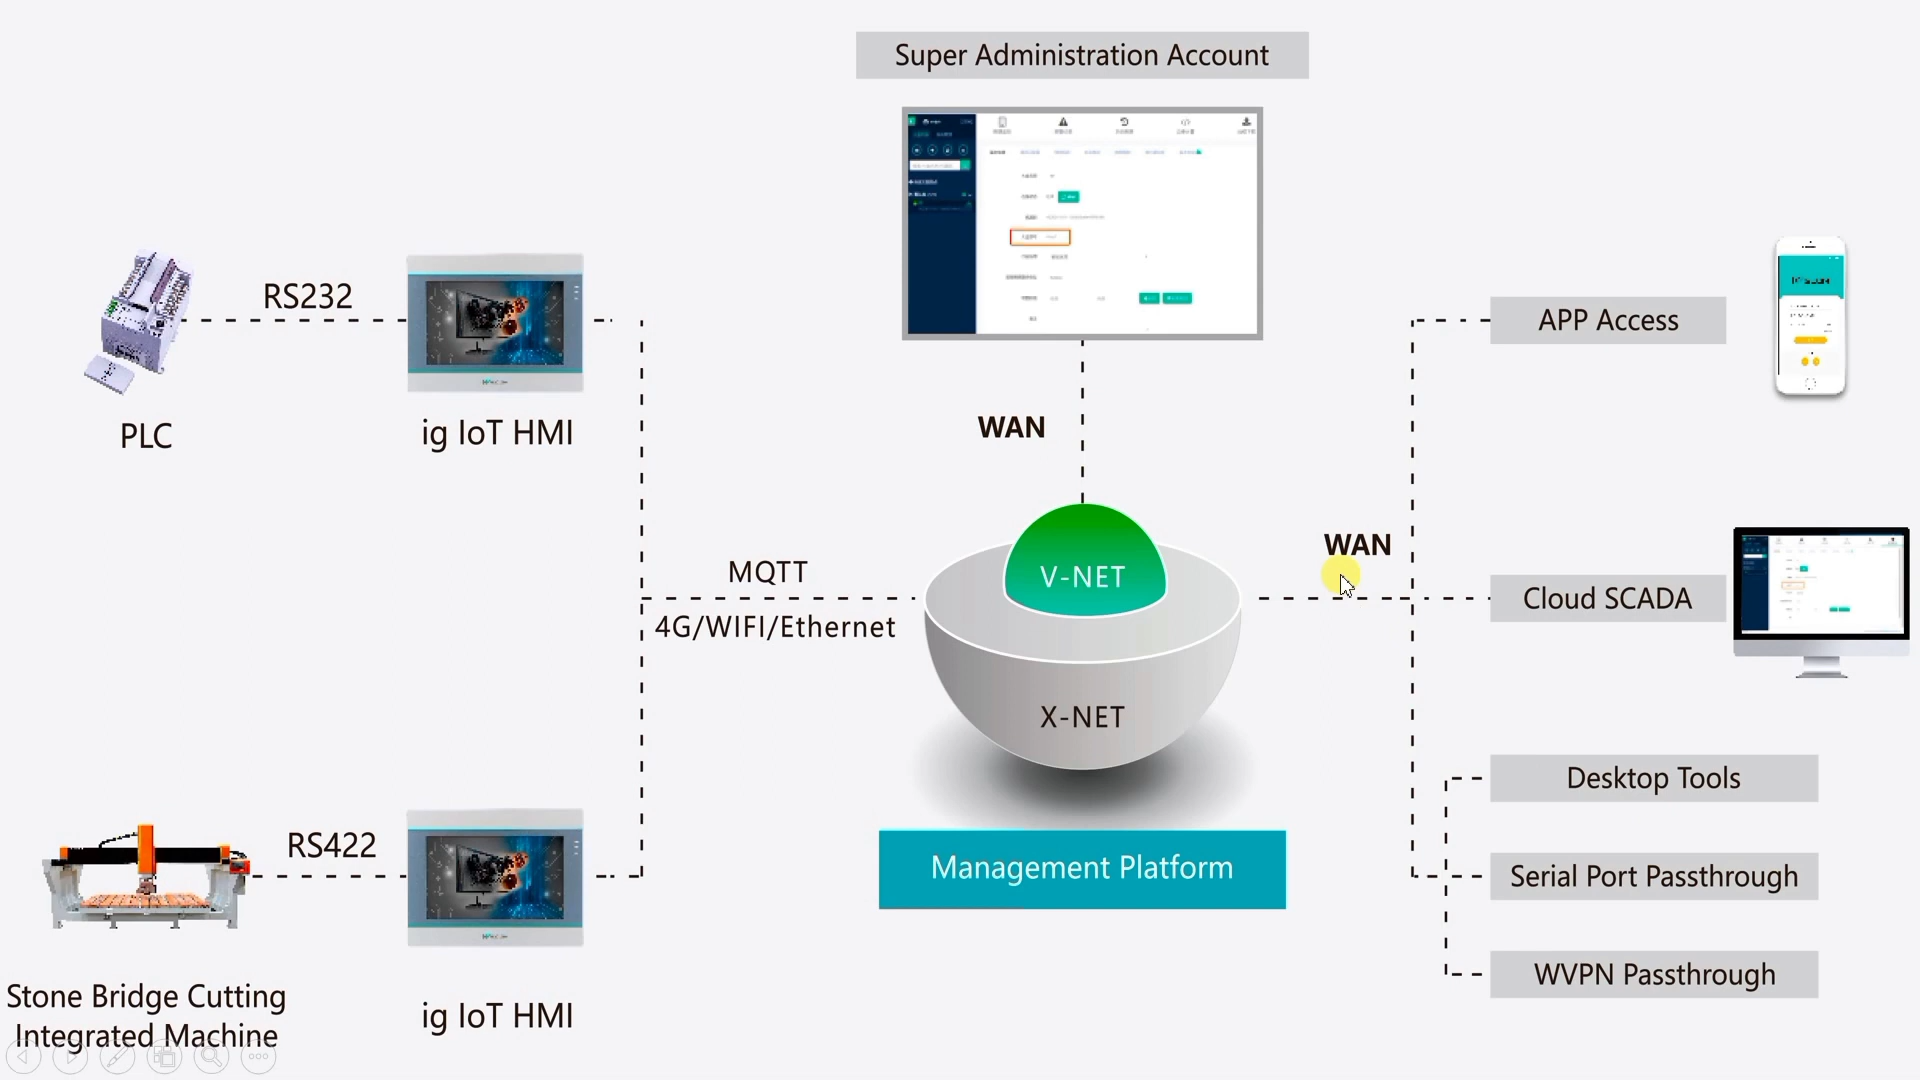 Super Administration Account
RS232
PLC
ig IoT HMI
WAN
APP Access
MQTT
4G/WIFI/Ethernet
V-NET
X-NET
WAN
Cloud SCADA
Management Platform
Desktop Tools
Serial Port Passthrough
WVPN Passthrough
RS422
Stone Bridge Cutting
Integrated Machine
ig IoT HMI